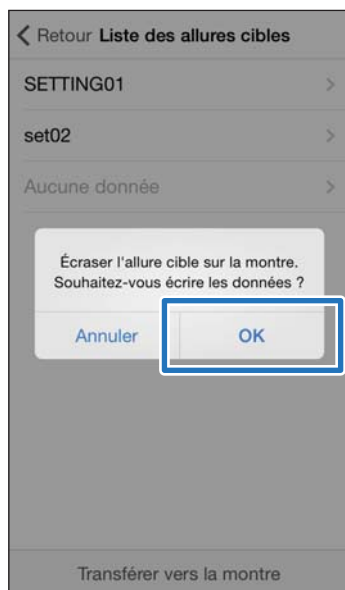 Retour Liste des allures cibles
SETTING01
set02
Aucune donnée
Écraser l'allure cible sur la montre.
Souhaitez-vous écrire les données ?
Annuler OK
Transférer vers la montre